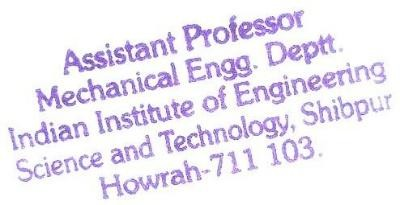 Assistant Professor
Mechanical Engg. Deptt.
Indian Institute of Engineering
Science and Technology, Shibpur
Howrah-711 103.